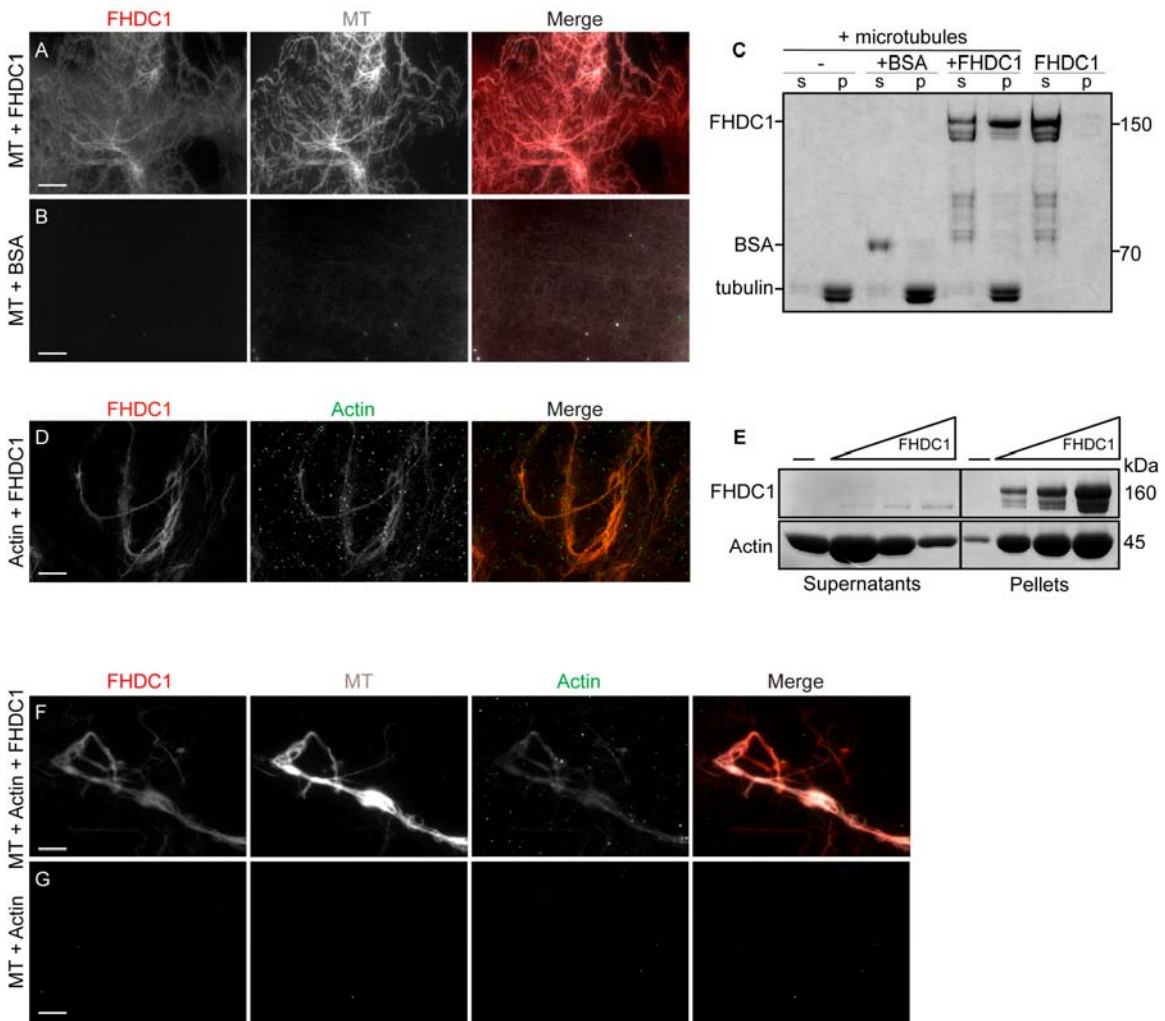 FHDC1 MT Merge
MT + FHDC1
A
MT + BSA
B
C
+ microtubules
- +BSA +FHDC1 FHDC1
s p s p s p s p
FHDC1
150
BSA
70
tubulin
FHDC1 Actin Merge
Actin + FHDC1
D
E
— FHDC1 — FHDC1
kDa
FHDC1
160
Actin
45
Supernatants Pellets
FHDC1 MT Actin Merge
MT + Actin + FHDC1
F
MT + Actin
G